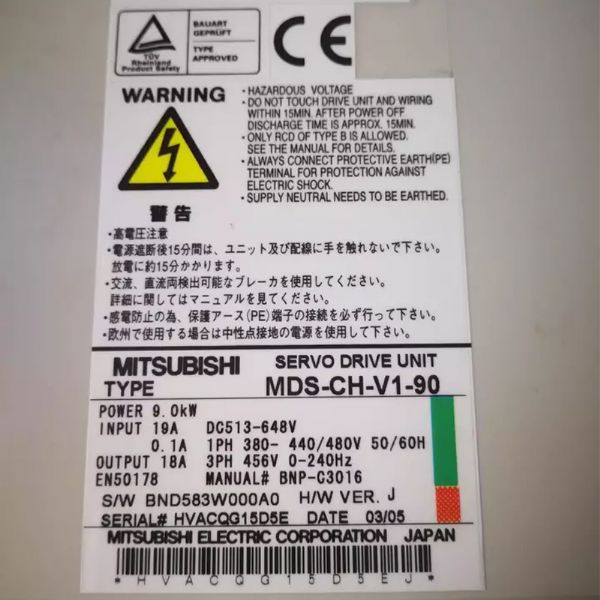 BAUART
GEPRÜFT
TYPE
APPROVED
TÜV
Rheinland
Product Safety
CE
WARNING
・HAZARDOUS VOLTAGE
・DO NOT TOUCH DRIVE UNIT AND WIRING
WITHIN 15MIN. AFTER POWER OFF
DISCHARGE TIME IS APPROX. 15MIN.
・ONLY RCD OF TYPE B IS ALLOWED.
SEE THE MANUAL FOR DETAILS.
・ALWAYS CONNECT PROTECTIVE EARTH(PE)
TERMINAL FOR PROTECTION AGAINST
ELECTRIC SHOCK.
・SUPPLY NEUTRAL NEEDS TO BE EARTHED.
警告
・高電圧注意
・電源遮断後15分間は、ユニット及び配線に手を触れないで下さい。
放電に約15分かかります。
・交流、直流両検出可能なブレーカを使用してください。
詳細に関してはマニュアルを見てください。
・感電防止の為、保護アース(PE)端子の接続を必ず行って下さい。
・欧州で使用する場合は中性点接地の電源を使用して下さい。
MITSUBISHI SERVO DRIVE UNIT
TYPE MDS-CH-V1-90
POWER 9.0kW
INPUT 19A DC513-648V
0.1A 1PH 380- 440/480V 50/60H
OUTPUT 18A 3PH 456V 0-240Hz
EN50178 MANUAL# BNP-C3016
S/W BND583W000A0 H/W VER. J
SERIAL# HVACQG15D5E DATE 03/05
MITSUBISHI ELECTRIC CORPORATION JAPAN
*HVACQG15D5EJ*